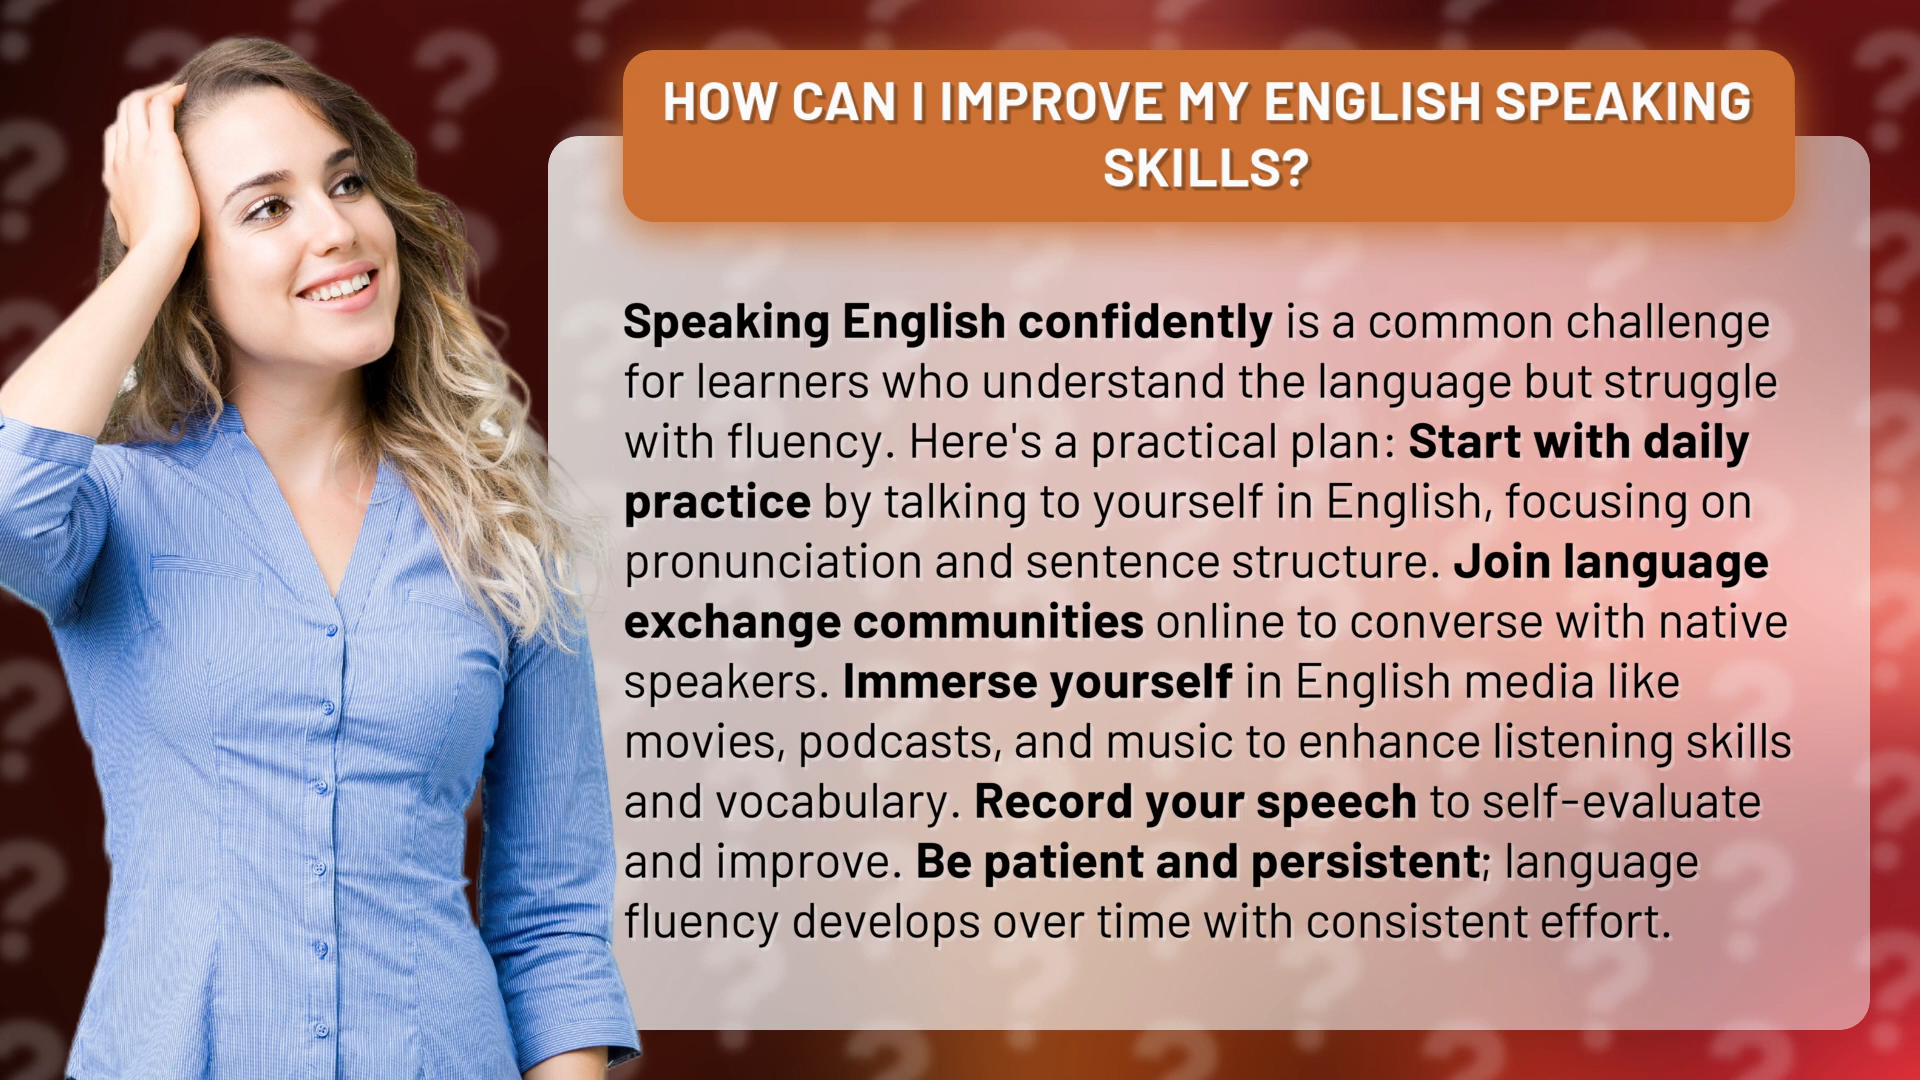 HOW CAN I IMPROVE MY ENGLISH SPEAKING
SKILLS?
Speaking English confidently is a common challenge
for learners who understand the language but struggle
with fluency. Here's a practical plan: Start with daily
practice by talking to yourself in English, focusing on
pronunciation and sentence structure. Join language
exchange communities online to converse with native
speakers. Immerse yourself in English media like
movies, podcasts, and music to enhance listening skills
and vocabulary. Record your speech to self-evaluate
and improve. Be patient and persistent; language
fluency develops over time with consistent effort.